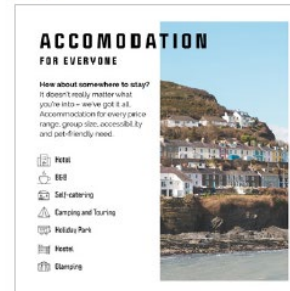 ACCOMODATION
FOR EVERYONE
How about somewhere to stay?
It doesn't really matter what
you're into – we've got it all.
Accommodation for every price
range, group size, accessibility
and pet-friendly need.
Hotel
B&B
Self-catering
Camping and Touring
Holiday Park
Hostel
Glamping